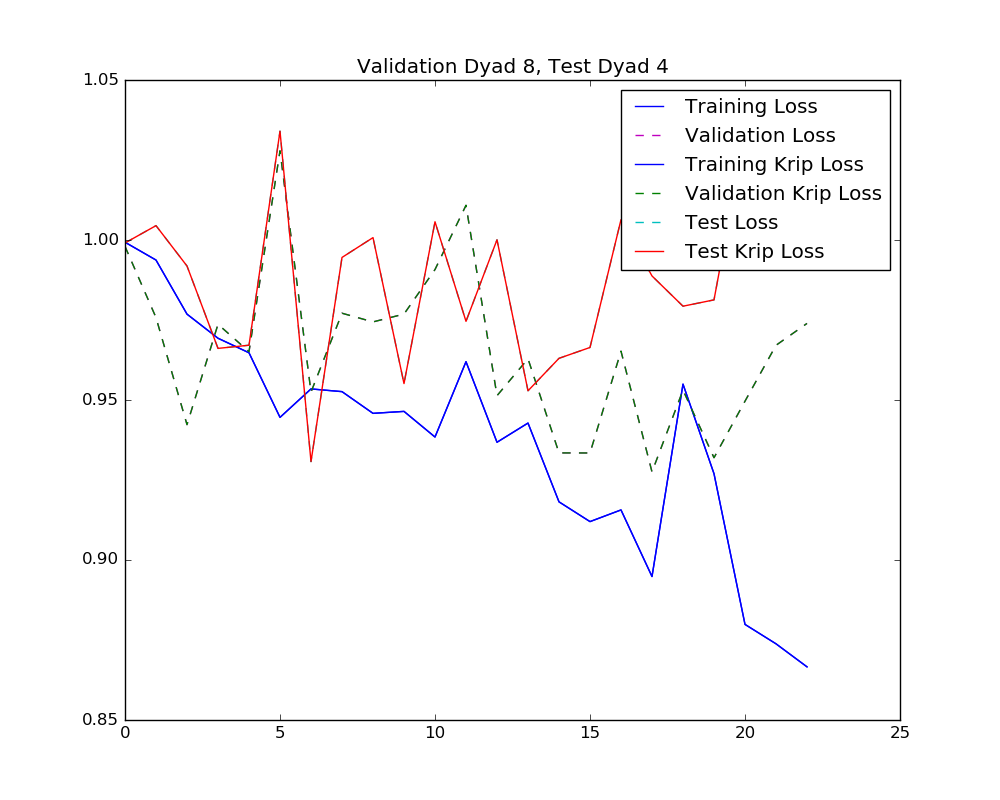 Validation Dyad 8, Test Dyad 4
1.05
1.00
0.95
0.90
0.85
0 5 10 15 20 25
Training Loss
Validation Loss
Training Krip Loss
Validation Krip Loss
Test Loss
Test Krip Loss